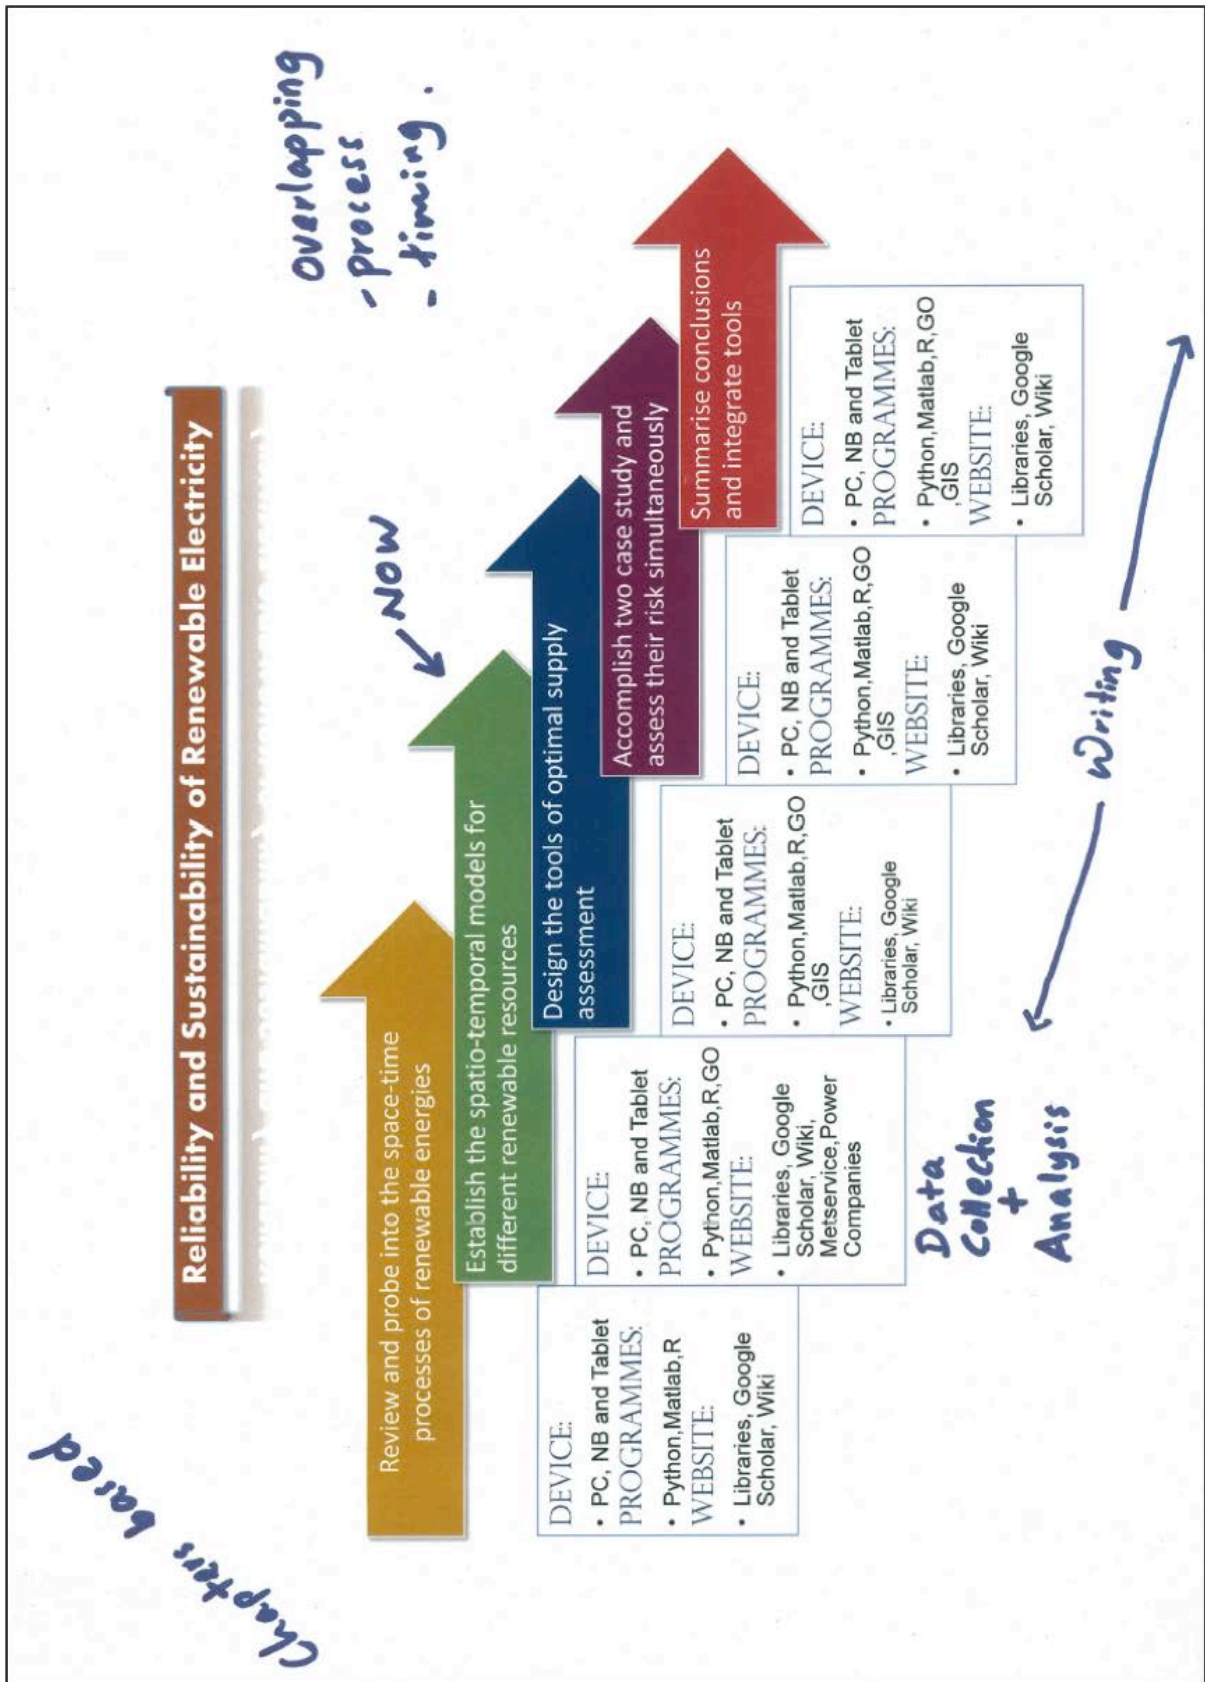 Chapters based
Reliability and Sustainability of Renewable Electricity
overlapping
- process
- timing.
NOW
Review and probe into the space-time
processes of renewable energies
Establish the spatio-temporal models for
different renewable resources
Design the tools of optimal supply
assessment
Accomplish two case study and
assess their risk simultaneously
Summarise conclusions
and integrate tools
DEVICE:
• PC, NB and Tablet
PROGRAMMES:
• Python,Matlab,R
WEBSITE:
• Libraries, Google
Scholar, Wiki
DEVICE:
• PC, NB and Tablet
PROGRAMMES:
• Python,Matlab,R,GO
WEBSITE:
• Libraries, Google
Scholar, Wiki,
Metservice,Power
Companies
DEVICE:
• PC, NB and Tablet
PROGRAMMES:
• Python,Matlab,R,GO
,GIS
WEBSITE:
• Libraries, Google
Scholar, Wiki
DEVICE:
• PC, NB and Tablet
PROGRAMMES:
• Python,Matlab,R,GO
,GIS
WEBSITE:
• Libraries, Google
Scholar, Wiki
DEVICE:
• PC, NB and Tablet
PROGRAMMES:
• Python,Matlab,R,GO
,GIS
WEBSITE:
• Libraries, Google
Scholar, Wiki
Data
Collection
+
Analysis
Writing